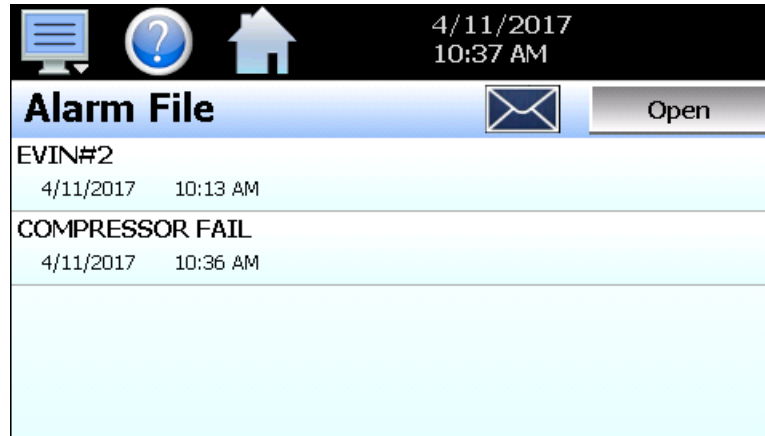 ?
4/11/2017
10:37 AM
Alarm File
Open
EVIN#2
4/11/2017 10:13 AM
COMPRESSOR FAIL
4/11/2017 10:36 AM